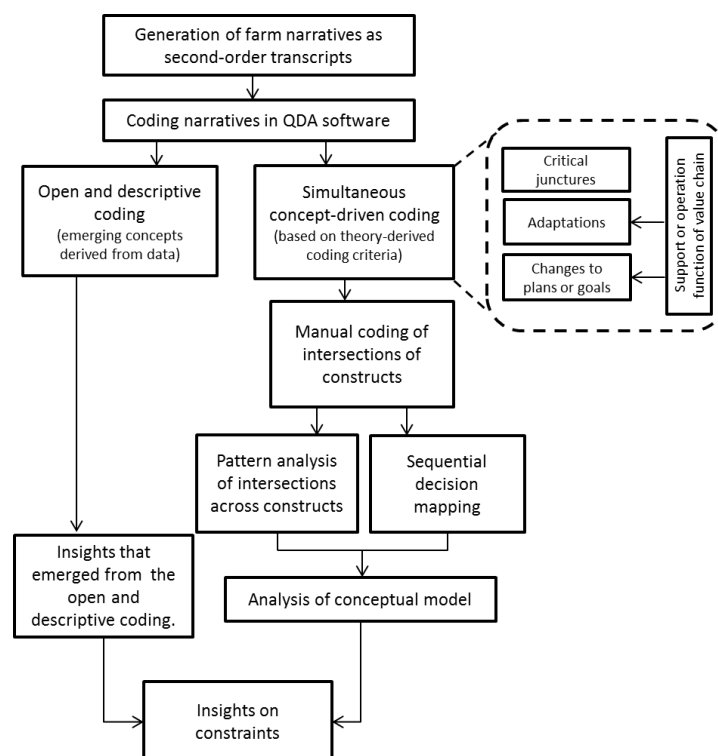 Generation of farm narratives as
second-order transcripts
Coding narratives in QDA software
Open and descriptive
coding
(emerging concepts
derived from data)
Simultaneous
concept-driven coding
(based on theory-derived
coding criteria)
Critical
junctures
Adaptations
Changes to
plans or goals
Support or operation
function of value chain
Manual coding of
intersections of
constructs
Pattern analysis
of intersections
across constructs
Sequential
decision
mapping
Insights that
emerged from the
open and
descriptive coding.
Analysis of conceptual model
Insights on
constraints